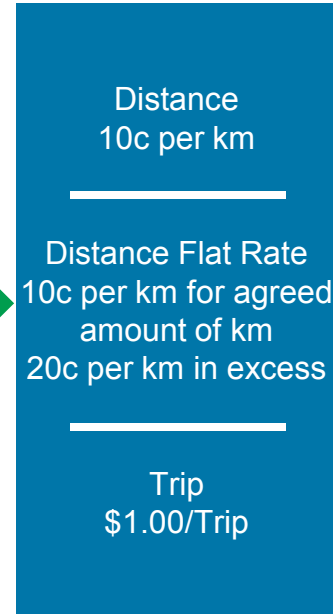 Distance
10c per km
Distance Flat Rate
10c per km for agreed
amount of km
20c per km in excess
Trip
$1.00/Trip